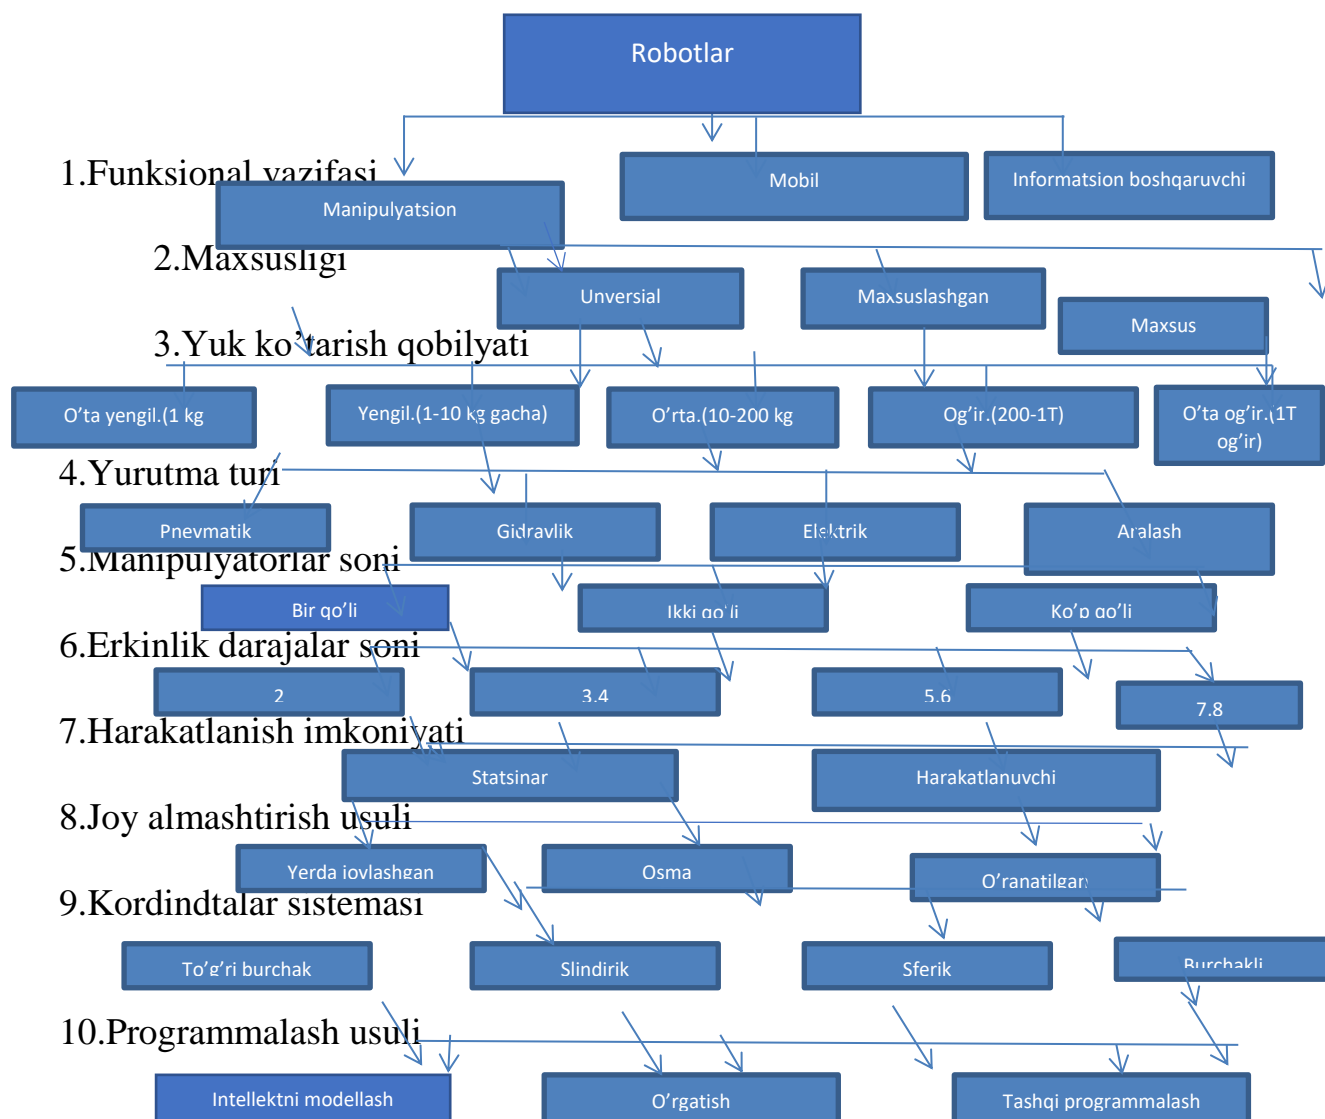 Robotlar
1.Funksional vazifasi
Manipulyatsion
Mobil
Informatsion boshqaruvchi
2.Maxsusligi
Unversial
Maxsuslashgan
Maxsus
3.Yuk ko’tarish qobilyati
O’ta yengil.(1 kg
Yengil.(1-10 kg gacha)
O’rta.(10-200 kg
Og’ir.(200-1T)
O’ta og’ir.(1T
og’ir)
4.Yurutma turi
Pnevmatik
Gidravlik
Elektrik
Aralash
5.Manipulyatorlar soni
Bir qo’li
Ikki qo’li
Ko’p qo’li
6.Erkinlik darajalar soni
2
3.4
5.6
7.8
7.Harakatlanish imkoniyati
Statsinar
Harakatlanuvchi
8.Joy almashtirish usuli
Yerda joylashgan
Osma
O’ranatilgan
9.Kordindtalar sistemasi
To’g’ri burchak
Slindirik
Sferik
Burchakli
10.Programmalash usuli
Intellektni modellash
O’rgatish
Tashqi programmalash